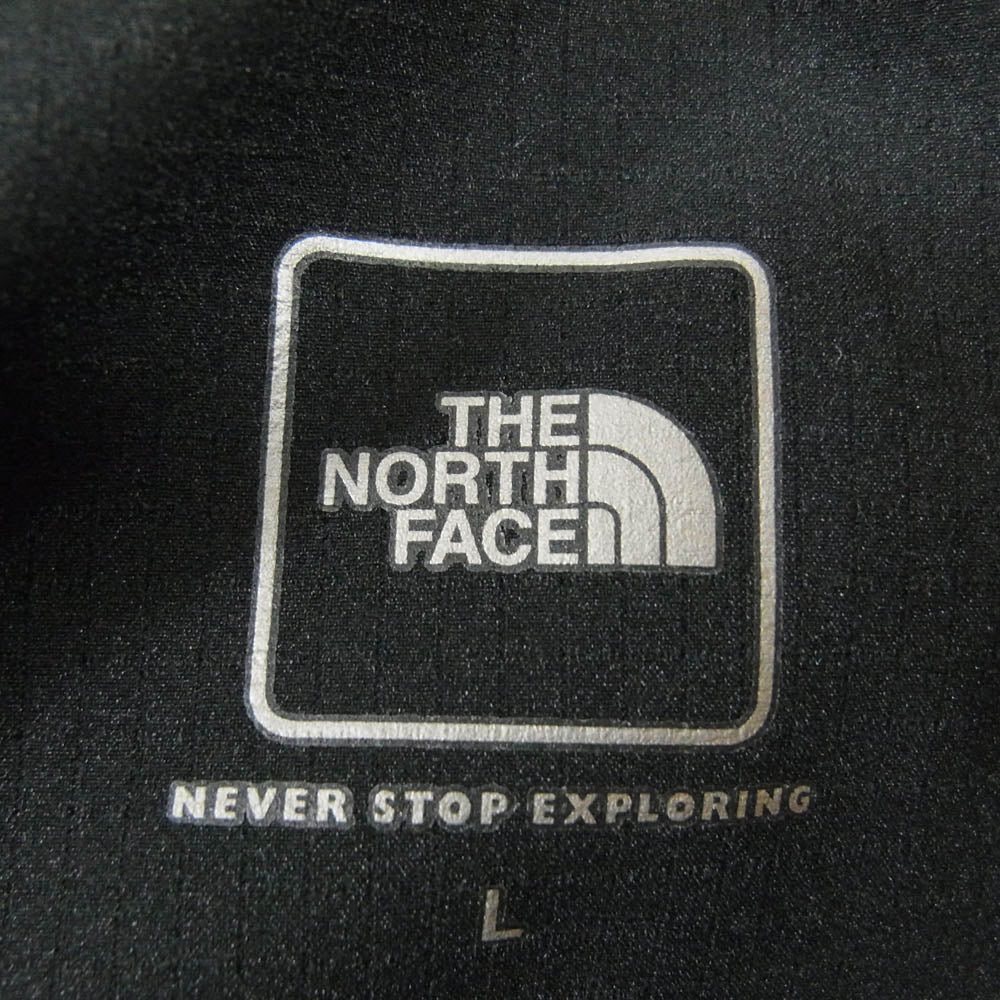 THE
NORTH
FACE
NEVER STOP EXPLORING
L